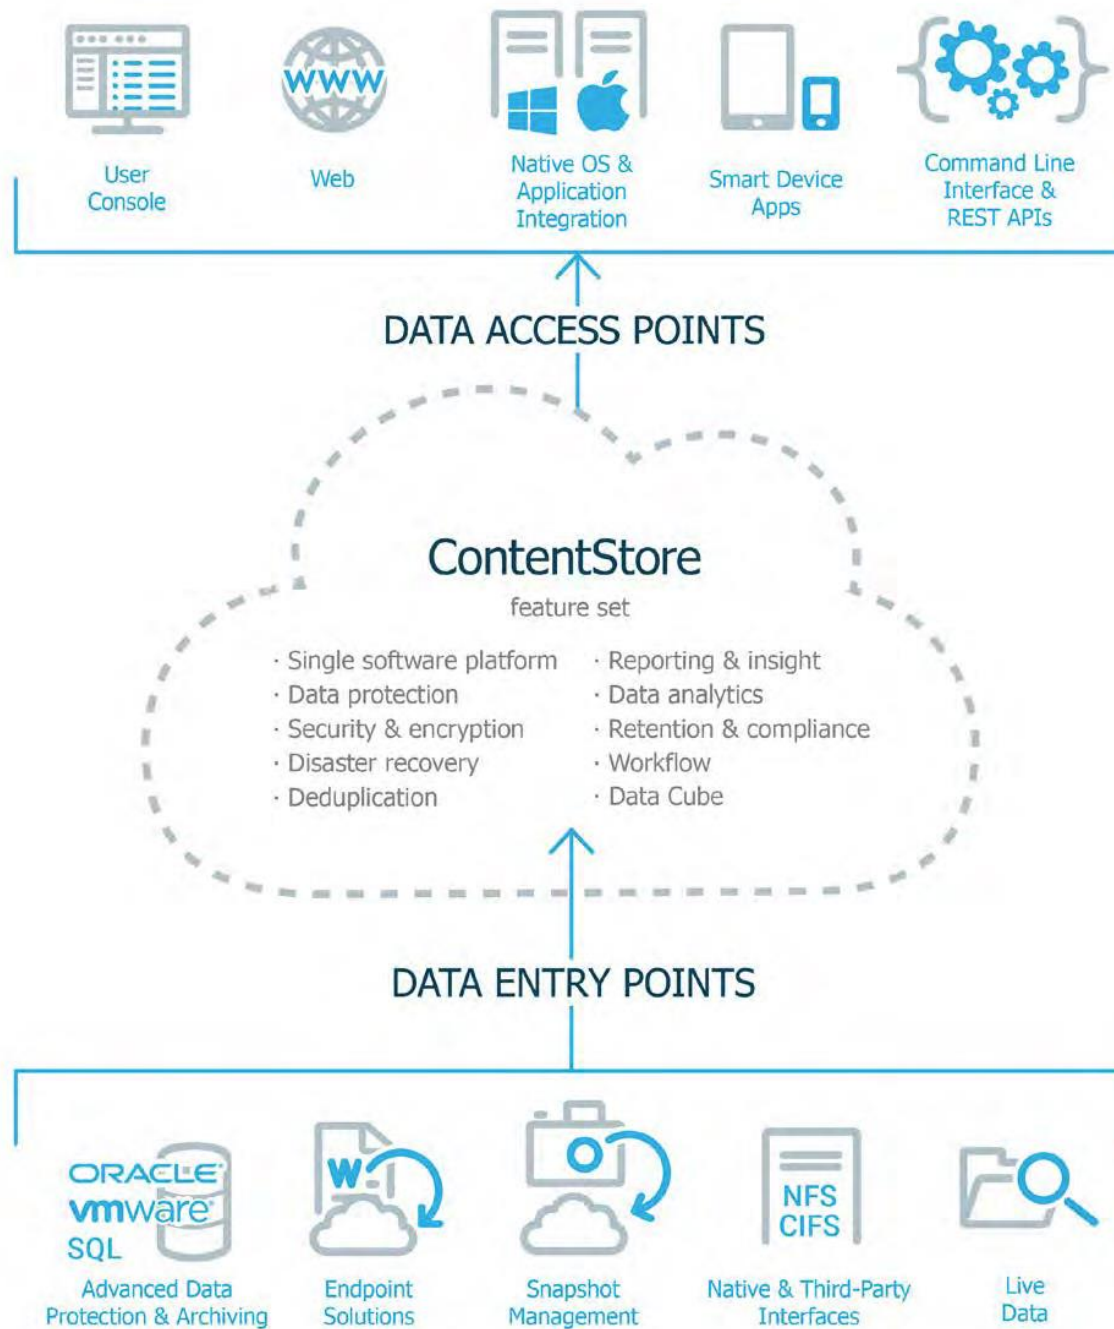 WWW
User
Console
Web
Native OS &
Application
Integration
Smart Device
Apps
Command Line
Interface &
REST APIs
DATA ACCESS POINTS
ContentStore
feature set
· Single software platform
· Data protection
· Security & encryption
· Disaster recovery
· Deduplication
· Reporting & insight
· Data analytics
· Retention & compliance
· Workflow
· Data Cube
DATA ENTRY POINTS
ORACLE
vmware
SQL
Advanced Data
Protection & Archiving
W
Endpoint
Solutions
Snapshot
Management
NFS
CIFS
Native & Third-Party
Interfaces
Live
Data